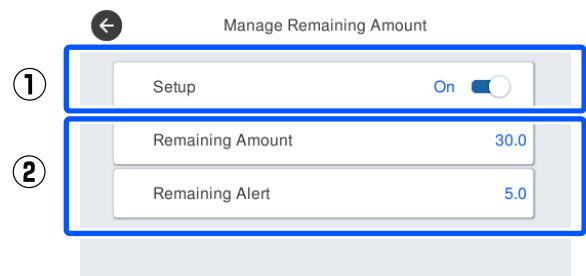 Manage Remaining Amount
①
Setup On
②
Remaining Amount 30.0
Remaining Alert 5.0